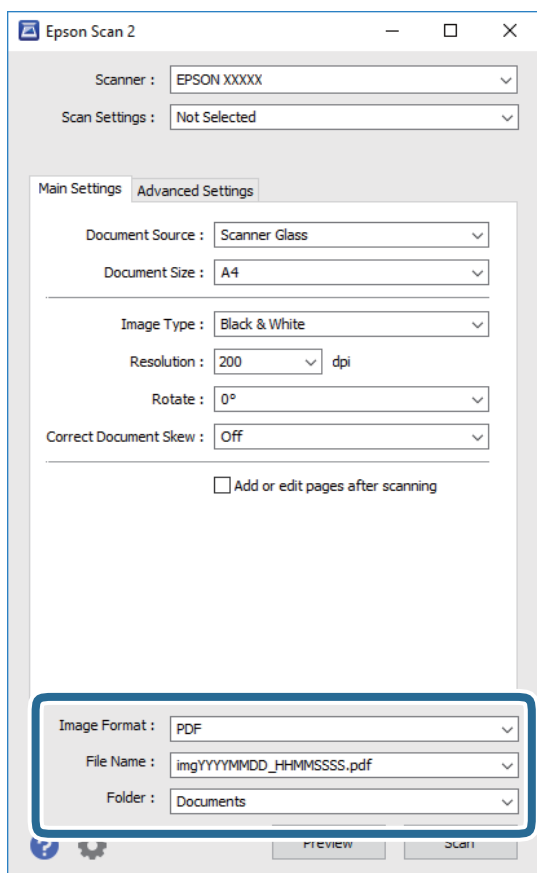 Epson Scan 2
Scanner : EPSON XXXXX
Scan Settings : Not Selected
Main Settings Advanced Settings
Document Source : Scanner Glass
Document Size : A4
Image Type : Black & White
Resolution : 200 dpi
Rotate : 0°
Correct Document Skew : Off
Add or edit pages after scanning
Image Format : PDF
File Name : imgYYYYMMDD_HHMMSSSS.pdf
Folder : Documents
? Preview Scan